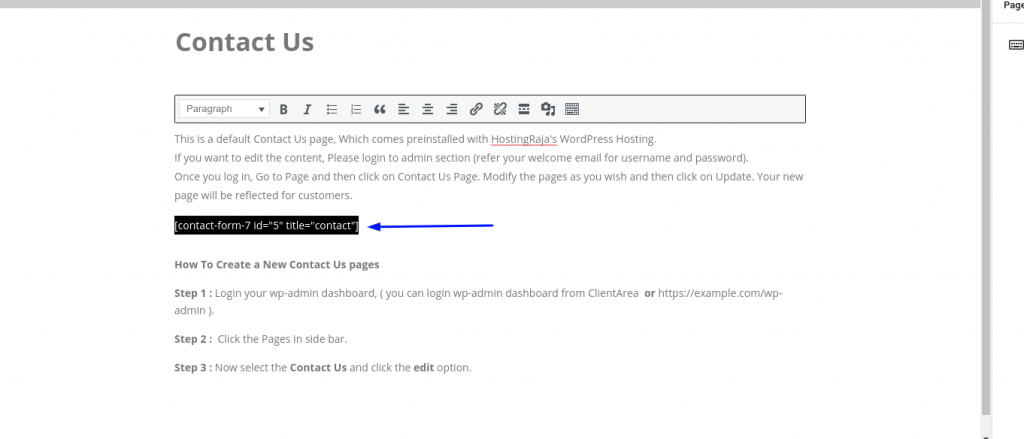 Page
Contact Us
Paragraph
This is a default Contact Us page, Which comes preinstalled with HostingRaja's WordPress Hosting.
If you want to edit the content, Please login to admin section (refer your welcome email for username and password).
Once you log in, Go to Page and then click on Contact Us Page. Modify the pages as you wish and then click on Update. Your new
page will be reflected for customers.
[contact-form-7 id="5" title="contact"]
How To Create a New Contact Us pages
Step 1 : Login your wp-admin dashboard, ( you can login wp-admin dashboard from ClientArea or https://example.com/wp-
admin ).
Step 2 : Click the Pages in side bar.
Step 3 : Now select the Contact Us and click the edit option.